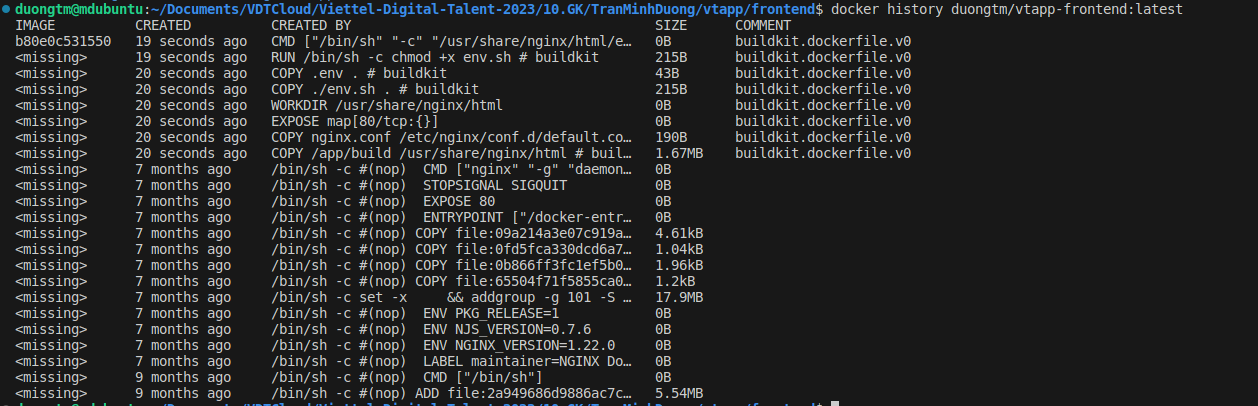 duongtm@mdubuntu:~/Documents/VDTCloud/Viettel-Digital-Talent-2023/10.GK/TranMinhDuong/vtapp/frontend$ docker history duongtm/vtapp-frontend:latest
IMAGE CREATED CREATED BY SIZE COMMENT
b80e0c531550 19 seconds ago CMD ["/bin/sh" "-c" "/usr/share/nginx/html/e… 0B buildkit.dockerfile.v0
<missing> 19 seconds ago RUN /bin/sh -c chmod +x env.sh # buildkit 215B buildkit.dockerfile.v0
<missing> 20 seconds ago COPY .env . # buildkit 43B buildkit.dockerfile.v0
<missing> 20 seconds ago COPY ./env.sh . # buildkit 215B buildkit.dockerfile.v0
<missing> 20 seconds ago WORKDIR /usr/share/nginx/html 0B buildkit.dockerfile.v0
<missing> 20 seconds ago EXPOSE map[80/tcp:{}] 0B buildkit.dockerfile.v0
<missing> 20 seconds ago COPY nginx.conf /etc/nginx/conf.d/default.co… 190B buildkit.dockerfile.v0
<missing> 20 seconds ago COPY /app/build /usr/share/nginx/html # buil… 1.67MB buildkit.dockerfile.v0
<missing> 7 months ago /bin/sh -c #(nop) CMD ["nginx" "-g" "daemon… 0B
<missing> 7 months ago /bin/sh -c #(nop) STOPSIGNAL SIGQUIT 0B
<missing> 7 months ago /bin/sh -c #(nop) EXPOSE 80 0B
<missing> 7 months ago /bin/sh -c #(nop) ENTRYPOINT ["/docker-entr… 0B
<missing> 7 months ago /bin/sh -c #(nop) COPY file:09a214a3e07c919a… 4.61kB
<missing> 7 months ago /bin/sh -c #(nop) COPY file:0fd5fca330dcd6a7… 1.04kB
<missing> 7 months ago /bin/sh -c #(nop) COPY file:0b866ff3fc1ef5b0… 1.96kB
<missing> 7 months ago /bin/sh -c #(nop) COPY file:65504f71f5855ca0… 1.2kB
<missing> 7 months ago /bin/sh -c set -x && addgroup -g 101 -S … 17.9MB
<missing> 7 months ago /bin/sh -c #(nop) ENV PKG_RELEASE=1 0B
<missing> 7 months ago /bin/sh -c #(nop) ENV NJS_VERSION=0.7.6 0B
<missing> 7 months ago /bin/sh -c #(nop) ENV NGINX_VERSION=1.22.0 0B
<missing> 7 months ago /bin/sh -c #(nop) LABEL maintainer=NGINX Do… 0B
<missing> 9 months ago /bin/sh -c #(nop) CMD ["/bin/sh"] 0B
<missing> 9 months ago /bin/sh -c #(nop) ADD file:2a949686d9886ac7c… 5.54MB